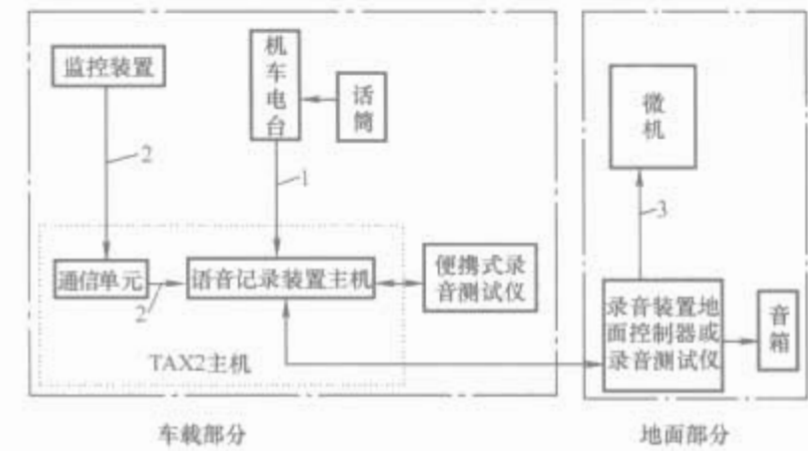 监控装置
机
车
电
台
话
筒
微
机
2
1
3
通信单元
2
语音记录装置主机
便携式录
音测试仪
录音装置地
面控制器或
录音测试仪
音
箱
TAX2主机
车载部分
地面部分